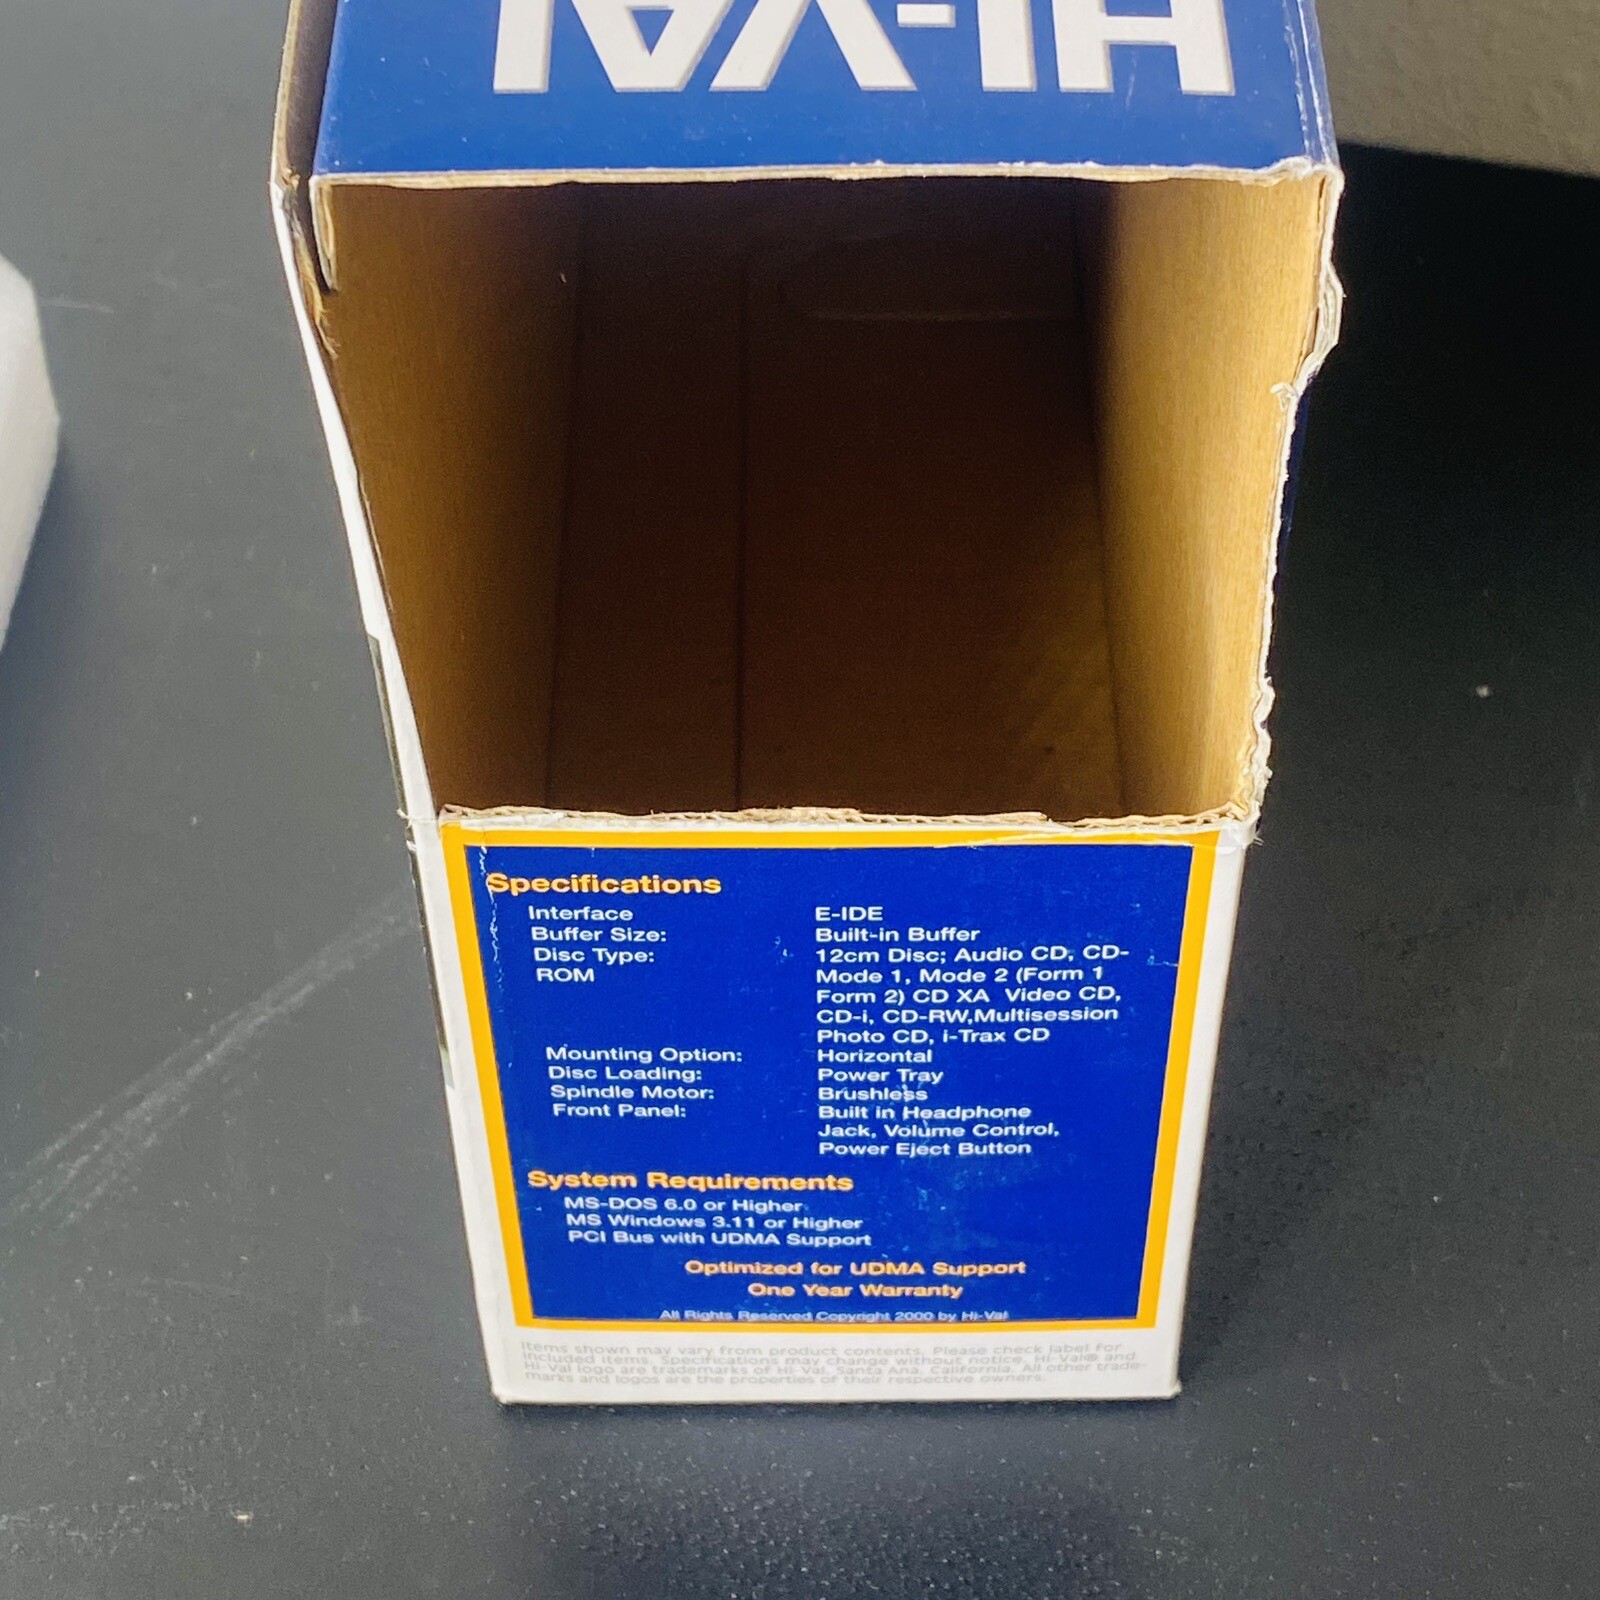 HI-VAL
Specifications
Interface E-IDE
Buffer Size: Built-in Buffer
Disc Type: 12cm Disc; Audio CD, CD-
ROM Mode 1, Mode 2 (Form 1
Form 2) CD XA Video CD,
CD-i, CD-RW,Multisession
Photo CD, i-Trax CD
Mounting Option: Horizontal
Disc Loading: Power Tray
Spindle Motor: Brushless
Front Panel: Built in Headphone
Jack, Volume Control,
Power Eject Button
System Requirements
MS-DOS 6.0 or Higher
MS Windows 3.11 or Higher
PCI Bus with UDMA Support
Optimized for UDMA Support
One Year Warranty
All Rights Reserved Copyright 2000 by Hi-Val
Items shown may vary from product contents. Please check label for
included items. Specifications may change without notice. Hi-Val® and
Hi-Val logo are trademarks of Hi-Val, Santa Ana, California. All other trade-
marks and logos are the properties of their respective owners.